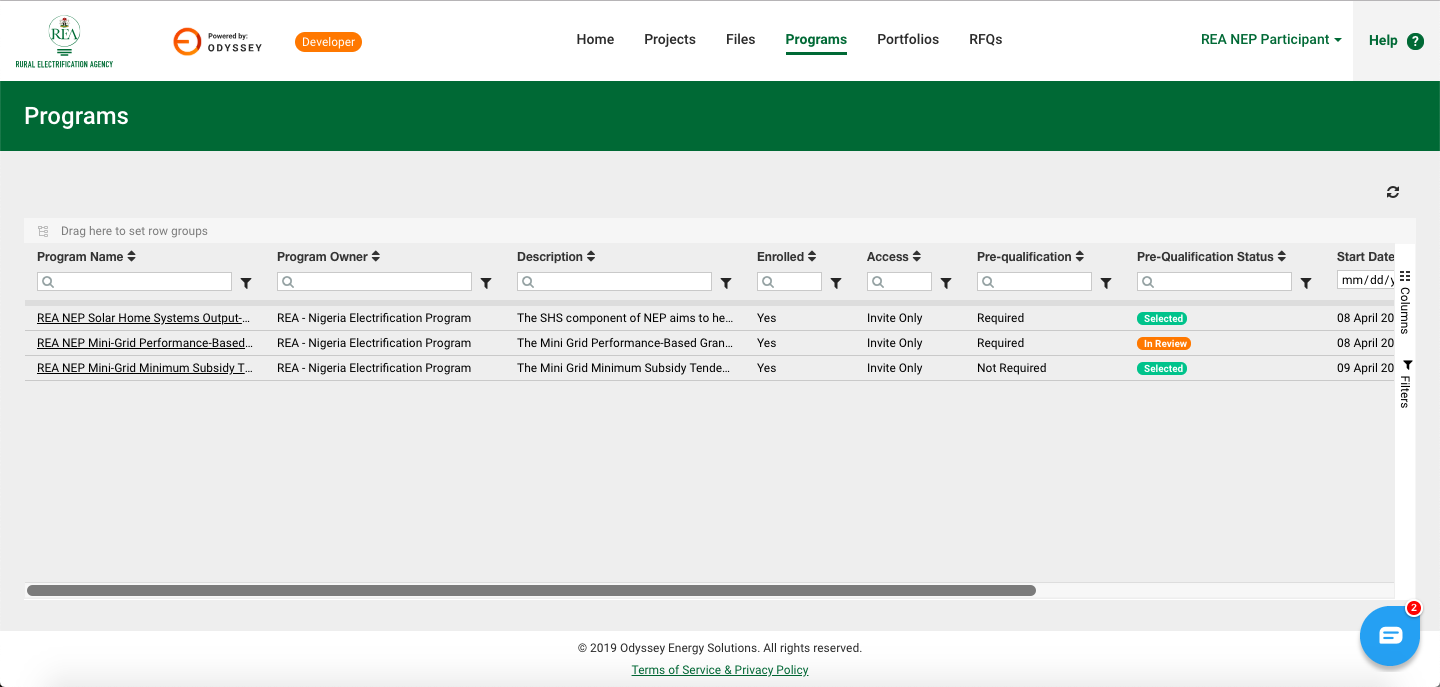 REA
RURAL ELECTRIFICATION AGENCY
Powered by:
ODYSSEY
Developer
Home
Projects
Files
Programs
Portfolios
RFQs
REA NEP Participant
Help ?
Programs
Drag here to set row groups
Program Name
Program Owner
Description
Enrolled
Access
Pre-qualification
Pre-Qualification Status
Start Date
mm/dd/y
REA NEP Solar Home Systems Output-... REA - Nigeria Electrification Program The SHS component of NEP aims to he... Yes Invite Only Required Selected 08 April 20
REA NEP Mini-Grid Performance-Based... REA - Nigeria Electrification Program The Mini Grid Performance-Based Gran... Yes Invite Only Required In Review 08 April 20
REA NEP Mini-Grid Minimum Subsidy T... REA - Nigeria Electrification Program The Mini Grid Minimum Subsidy Tende... Yes Invite Only Not Required Selected 09 April 20
Columns
Filters
2
© 2019 Odyssey Energy Solutions. All rights reserved.
Terms of Service & Privacy Policy